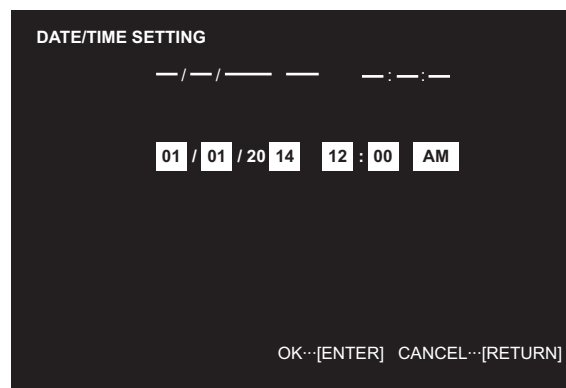 DATE/TIME SETTING
—/—/—— —— —:—:—
01 / 01 / 20 14 12 : 00 AM
OK···[ENTER] CANCEL···[RETURN]